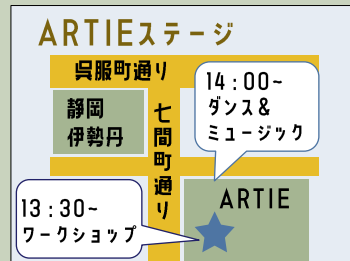 ARTIEステージ
呉服町通り
14：00~
ダンス&
ミュージック
静岡
伊勢丹
七間町通り
ARTIE
13：30~
ワークショップ